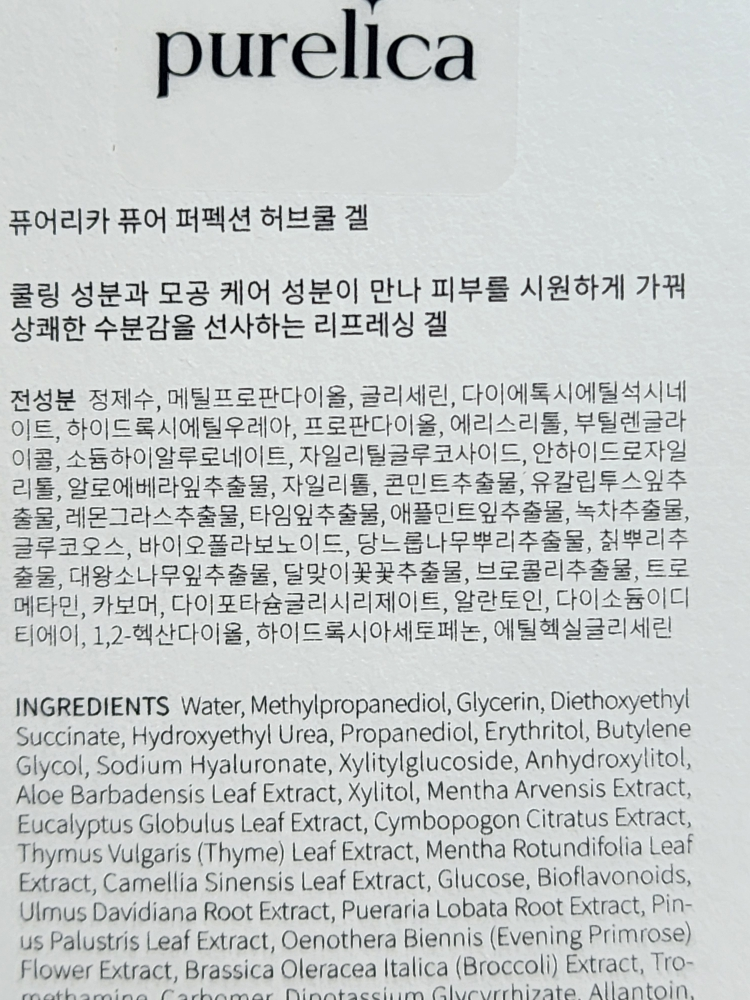 purelica
퓨어리카 퓨어 퍼펙션 허브쿨 겔
쿨링 성분과 모공 케어 성분이 만나 피부를 시원하게 가꿔
상쾌한 수분감을 선사하는 리프레싱 겔
전성분 정제수, 메틸프로판다이올, 글리세린, 다이에톡시에틸석시네
이트, 하이드록시에틸우레아, 프로판다이올, 에리스리톨, 부틸렌글라
이콜, 소듐하이알루로네이트, 자일리틸글루코사이드, 안하이드로자일
리톨, 알로에베라잎추출물, 자일리톨, 콘민트추출물, 유칼립투스잎추
출물, 레몬그라스추출물, 타임잎추출물, 애플민트잎추출물, 녹차추출물,
글루코오스, 바이오플라보노이드, 당느릅나무뿌리추출물, 칡뿌리추
출물, 대왕소나무잎추출물, 달맞이꽃꽃추출물, 브로콜리추출물, 트로
메타민, 카보머, 다이포타슘글리시리제이트, 알란토인, 다이소듐이디
티에이, 1,2-헥산다이올, 하이드록시아세토페논, 에틸헥실글리세린
INGREDIENTS Water, Methylpropanediol, Glycerin, Diethoxyethyl
Succinate, Hydroxyethyl Urea, Propanediol, Erythritol, Butylene
Glycol, Sodium Hyaluronate, Xylitylglucoside, Anhydroxylitol,
Aloe Barbadensis Leaf Extract, Xylitol, Mentha Arvensis Extract,
Eucalyptus Globulus Leaf Extract, Cymbopogon Citratus Extract,
Thymus Vulgaris (Thyme) Leaf Extract, Mentha Rotundifolia Leaf
Extract, Camellia Sinensis Leaf Extract, Glucose, Bioflavonoids,
Ulmus Davidiana Root Extract, Pueraria Lobata Root Extract, Pin-
us Palustris Leaf Extract, Oenothera Biennis (Evening Primrose)
Flower Extract, Brassica Oleracea Italica (Broccoli) Extract, Tro-
methamine, Carbomer, Dipotassium Glycyrrhizate, Allantoin,